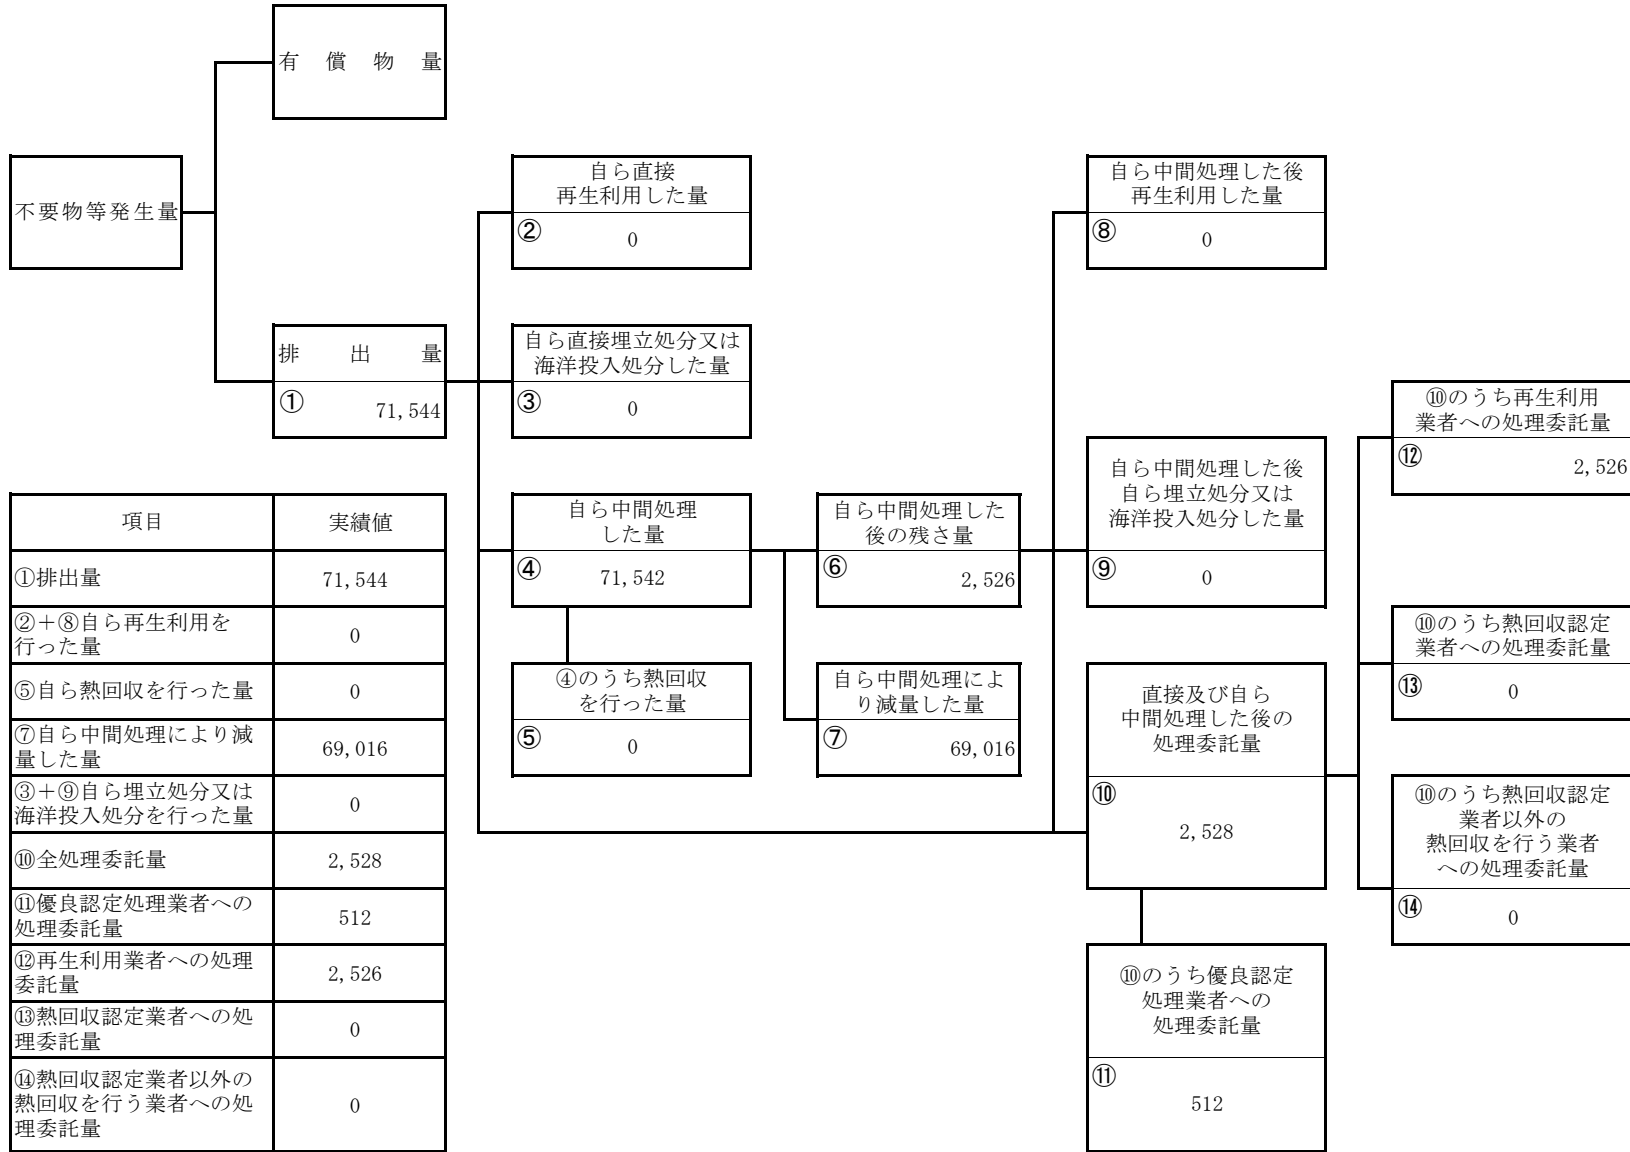 有償物量
不要物等発生量
排出量
① 71,544
自ら直接
再生利用した量
② 0
自ら直接埋立処分又は
海洋投入処分した量
③ 0
自ら中間処理
した量
④ 71,542
④のうち熱回収
を行った量
⑤ 0
自ら中間処理した
後の残さ量
⑥ 2,526
自ら中間処理によ
り減量した量
⑦ 69,016
自ら中間処理した後
再生利用した量
⑧ 0
自ら中間処理した後
自ら埋立処分又は
海洋投入処分した量
⑨ 0
直接及び自ら
中間処理した後の
処理委託量
⑩
2,528
⑩のうち優良認定
処理業者への
処理委託量
⑪
512
⑩のうち再生利用
業者への処理委託量
⑫ 2,526
⑩のうち熱回収認定
業者への処理委託量
⑬ 0
⑩のうち熱回収認定
業者以外の
熱回収を行う業者
への処理委託量
⑭ 0
項目 実績値
①排出量 71,544
②＋⑧自ら再生利用を
行った量 0
⑤自ら熱回収を行った量 0
⑦自ら中間処理により減
量した量 69,016
③＋⑨自ら埋立処分又は
海洋投入処分を行った量 0
⑩全処理委託量 2,528
⑪優良認定処理業者への
処理委託量 512
⑫再生利用業者への処理
委託量 2,526
⑬熱回収認定業者への処
理委託量 0
⑭熱回収認定業者以外の
熱回収を行う業者への処
理委託量 0